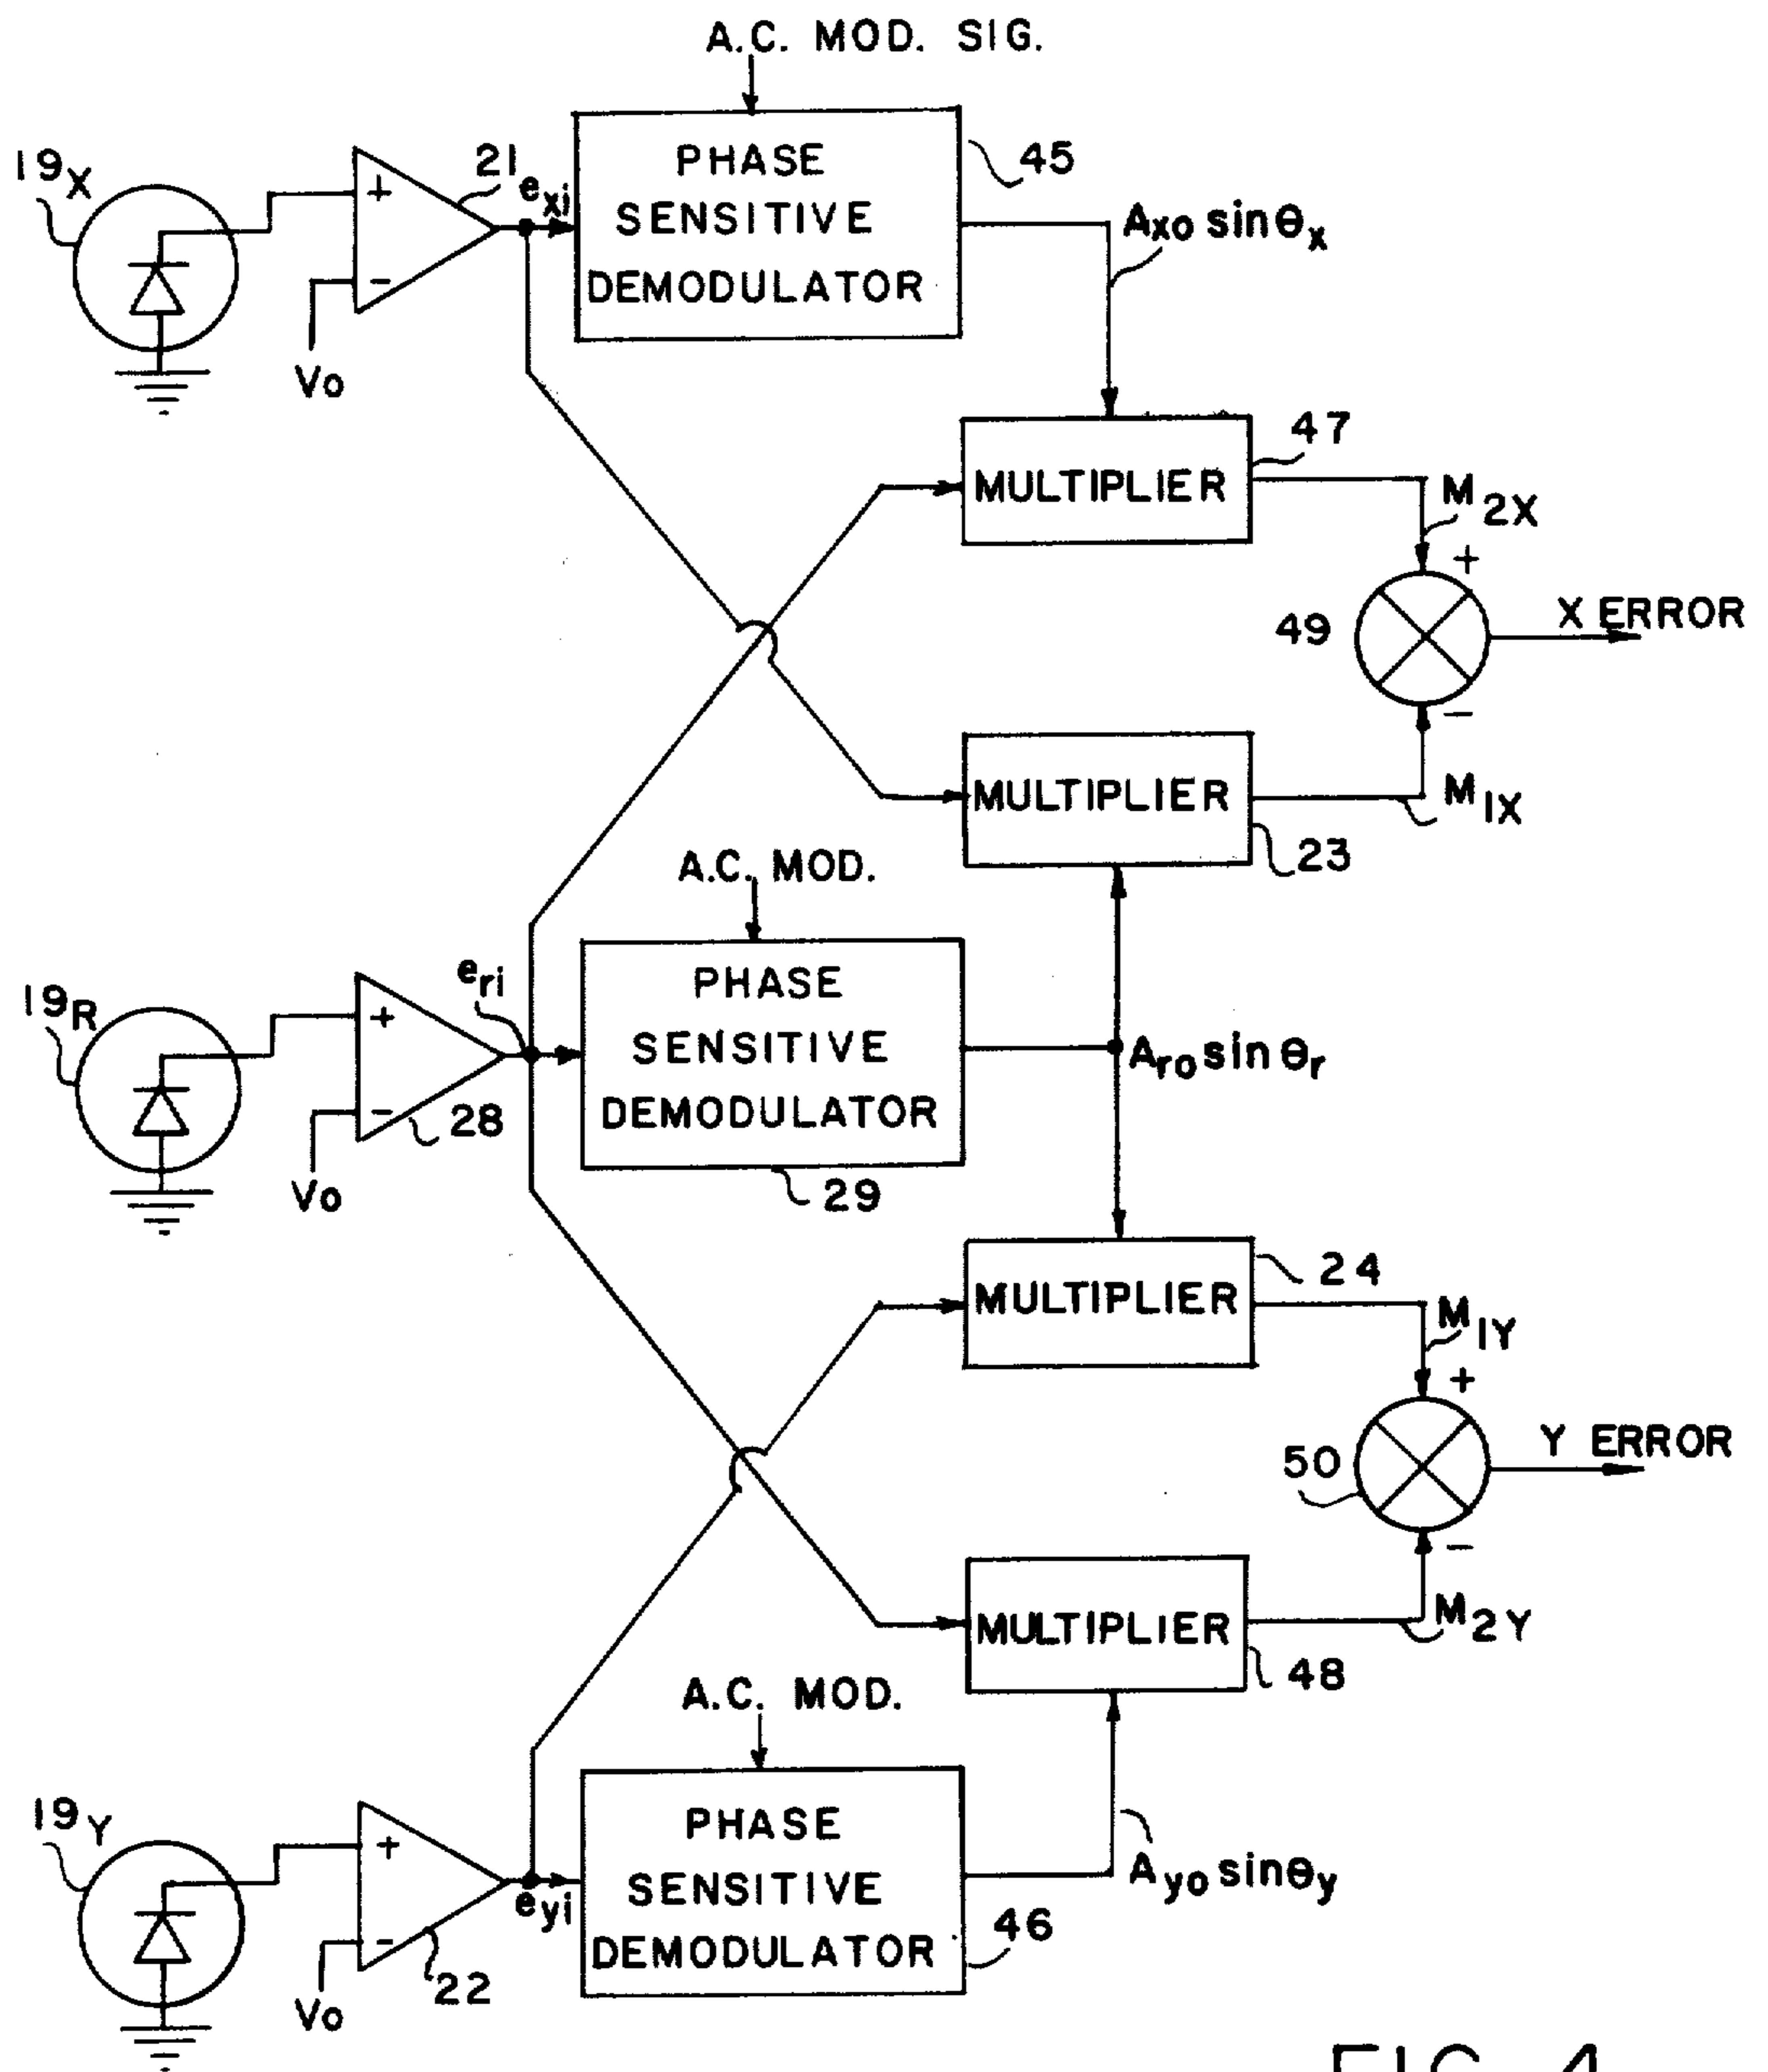 A.C. MOD. SIG.
19X
+
-
Vo
21
exi
PHASE
SENSITIVE
DEMODULATOR
45
Axo sinθx
MULTIPLIER
47
M2X
+
49
X ERROR
-
MULTIPLIER
M1X
23
A.C. MOD.
19R
+
-
Vo
28
eri
PHASE
SENSITIVE
DEMODULATOR
29
Aro sinθr
MULTIPLIER
24
M1Y
+
50
Y ERROR
-
MULTIPLIER
M2Y
48
A.C. MOD.
19Y
+
-
Vo
22
eyi
PHASE
SENSITIVE
DEMODULATOR
46
Ayo sinθy
FIG. 4